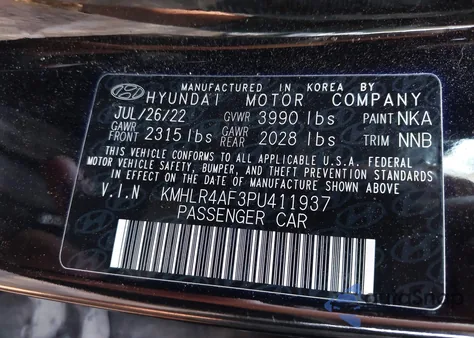 MANUFACTURED IN KOREA BY
HYUNDAI MOTOR COMPANY
JUL/26/22 GVWR 3990 lbs PAINT NKA
GAWR FRONT 2315 lbs GAWR REAR 2028 lbs TRIM NNB
THIS VEHICLE CONFORMS TO ALL APPLICABLE U.S.A. FEDERAL
MOTOR VEHICLE SAFETY, BUMPER, AND THEFT PREVENTION STANDARDS
IN EFFECT ON THE DATE OF MANUFACTURE SHOWN ABOVE.
V.I.N KMHLR4AF3PU411937
PASSENGER CAR